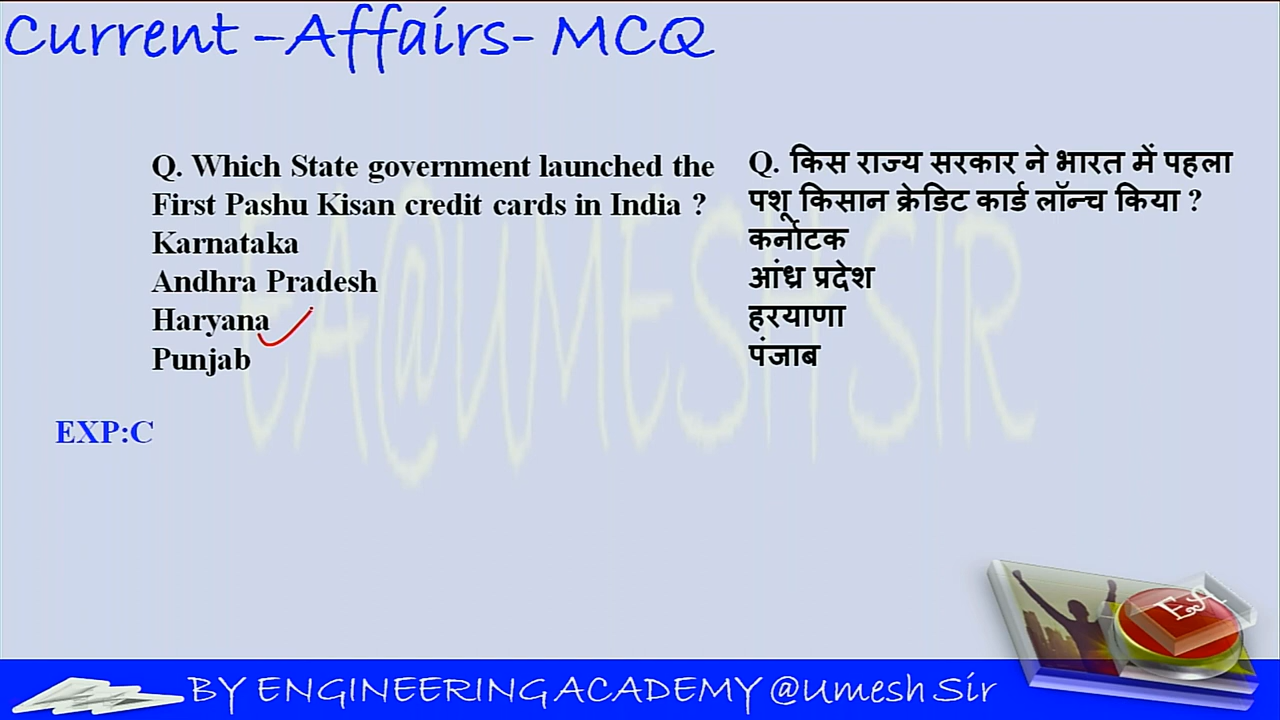 Current –Affairs- MCQ
Q. Which State government launched the
First Pashu Kisan credit cards in India ?
Karnataka
Andhra Pradesh
Haryana
Punjab
EXP:C
Q. किस राज्य सरकार ने भारत में पहला
पशू किसान क्रेडिट कार्ड लॉन्च किया ?
कर्नाटक
आंध्र प्रदेश
हरयाणा
पंजाब
EA@UMESH SIR
EA
BY ENGINEERING ACADEMY @Umesh Sir